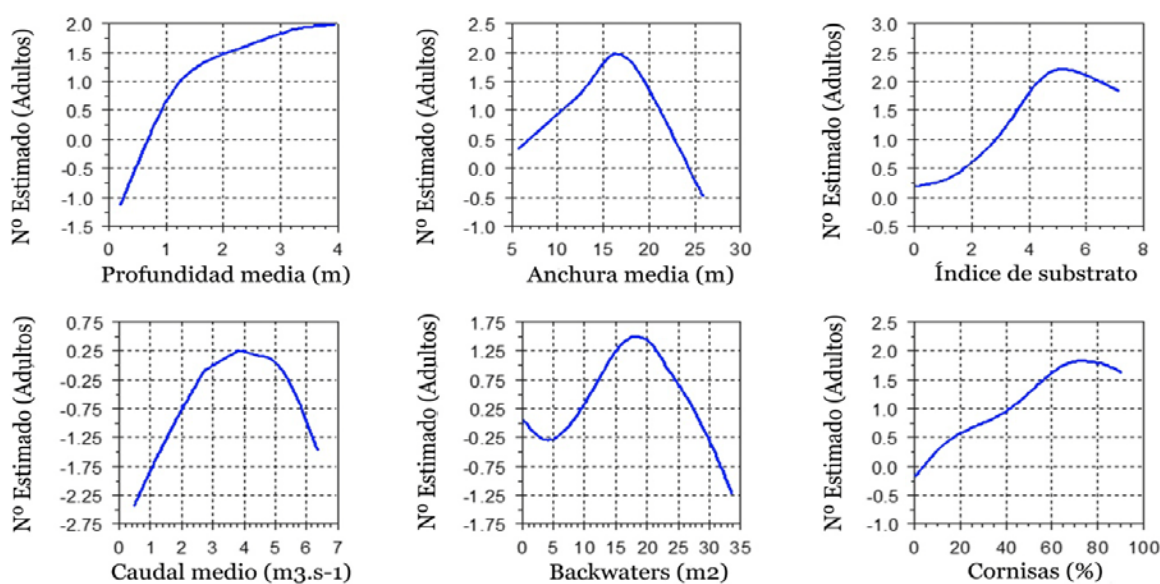 Nº Estimado (Adultos)
2.0
1.5
1.0
0.5
0.0
-0.5
-1.0
-1.5
0 1 2 3 4
Profundidad media (m)
Nº Estimado (Adultos)
2.5
2.0
1.5
1.0
0.5
0.0
-0.5
-1.0
5 10 15 20 25 30
Anchura media (m)
Nº Estimado (Adultos)
3.0
2.5
2.0
1.5
0.5
0.0
-0.5
0 2 4 6 8
Índice de substrato
Nº Estimado (Adultos)
0.75
0.25
-0.25
-0.75
-1.25
-1.75
-2.25
-2.75
0 1 2 3 4 5 6 7
Caudal medio (m3.s-1)
Nº Estimado (Adultos)
1.75
1.25
0.75
0.25
-0.25
-0.75
-1.25
-1.75
0 5 10 15 20 25 30 35
Backwaters (m2)
Nº Estimado (Adultos)
2.5
2.0
1.5
1.0
0.5
0.0
-0.5
-1.0
0 20 40 60 80 100
Cornisas (%)